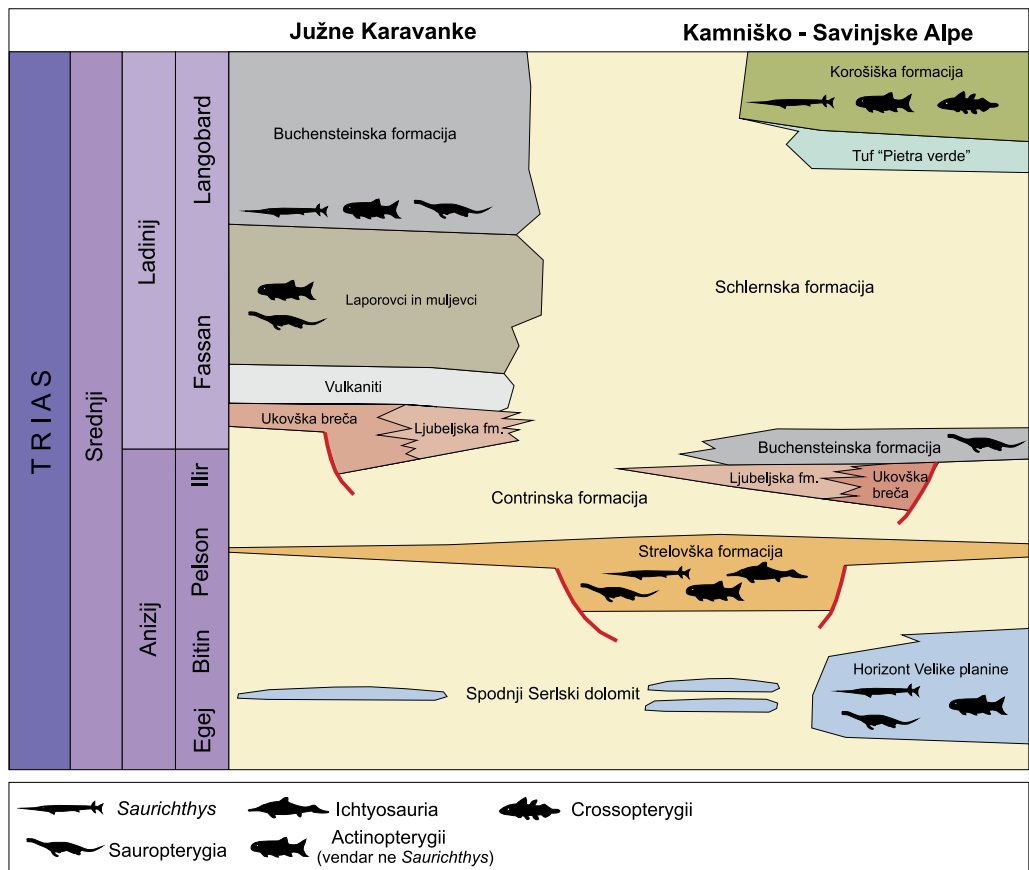 Južne Karavanke
Kamniško - Savinjske Alpe
TRIAS
Srednji
Ladinij
Anizij
Langobard
Fassan
Ilir
Pelson
Bitin
Egej
Korošiška formacija
Buchensteinska formacija
Tuf “Pietra verde”
Schlernska formacija
Laporovci in muljevci
Vulkaniti
Ukovška breča
Ljubeljska fm.
Buchensteinska formacija
Ljubeljska fm.
Ukovška
breča
Contrinska formacija
Strelovška formacija
Horizont Velike planine
Spodnji Serlski dolomit
Saurichthys
Ichtyosauria
Crossopterygii
Sauropterygia
Actinopterygii
(vendar ne Saurichthys)